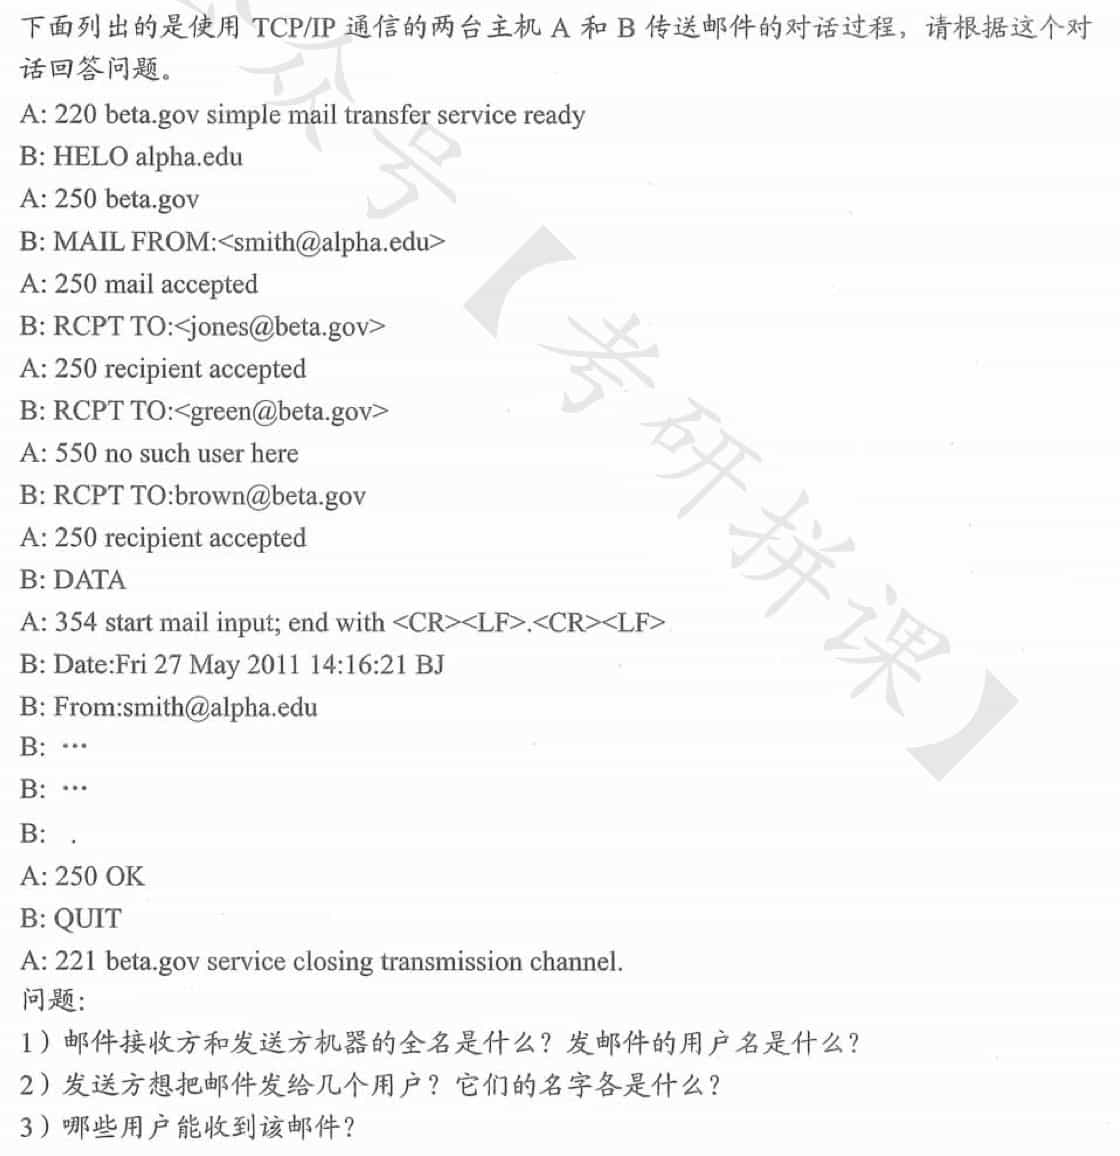 下面列出的是使用 TCP/IP 通信的两台主机 A 和 B 传送邮件的对话过程，请根据这个对
话回答问题。
A: 220 beta.gov simple mail transfer service ready
B: HELO alpha.edu
A: 250 beta.gov
B: MAIL FROM:<smith@alpha.edu>
A: 250 mail accepted
B: RCPT TO:<jones@beta.gov>
A: 250 recipient accepted
B: RCPT TO:<green@beta.gov>
A: 550 no such user here
B: RCPT TO:brown@beta.gov
A: 250 recipient accepted
B: DATA
A: 354 start mail input; end with <CR><LF>.<CR><LF>
B: Date:Fri 27 May 2011 14:16:21 BJ
B: From:smith@alpha.edu
B: …
B: …
B: .
A: 250 OK
B: QUIT
A: 221 beta.gov service closing transmission channel.
问题：
1）邮件接收方和发送方机器的全名是什么？发邮件的用户名是什么？
2）发送方想把邮件发给几个用户？它们的名字各是什么？
3）哪些用户能收到该邮件？
众号【考研拼课】